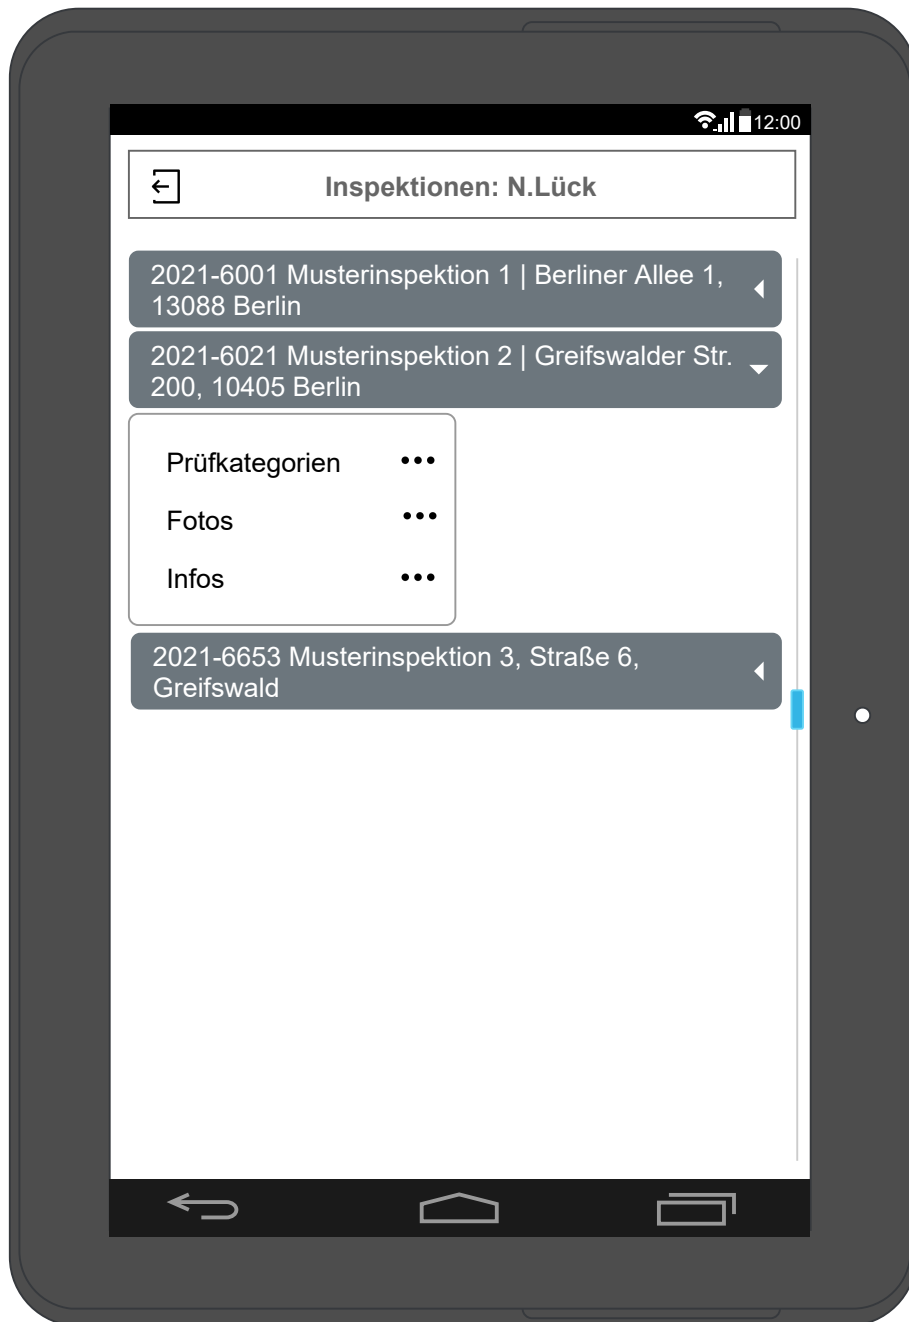 12:00
Inspektionen: N.Lück
2021-6001 Musterinspektion 1 | Berliner Allee 1,
13088 Berlin
2021-6021 Musterinspektion 2 | Greifswalder Str.
200, 10405 Berlin
Prüfkategorien
Fotos
Infos
2021-6653 Musterinspektion 3, Straße 6,
Greifswald